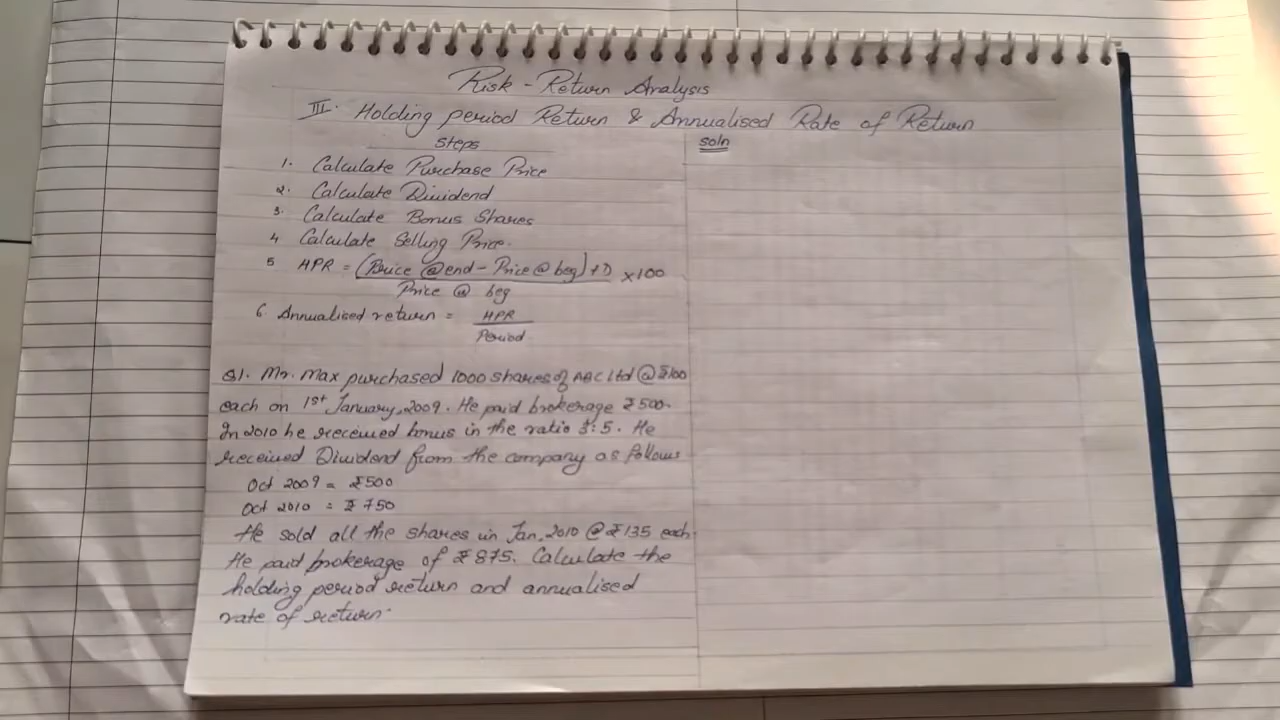 Risk - Return Analysis
III. Holding period Return & Annualised Rate of Return
Steps
1. Calculate Purchase Price
2. Calculate Dividend
3. Calculate Bonus Shares
4 Calculate Selling Price.
5 HPR = (Price @end - Price @ beg) + D × 100
Price @ beg
6. Annualised return = HPR
Period
Q1. Mr. Max purchased 1000 shares of ABC Ltd @ ₹100
each on 1st January, 2009. He paid brokerage ₹500.
In 2010 he received bonus in the ratio 3:5. He
received Dividend from the company as follows
Oct 2009 = ₹500
Oct 2010 = ₹750
He sold all the shares in Jan, 2010 @ ₹135 each.
He paid brokerage of ₹875. Calculate the
holding period return and annualised
rate of return.
soln